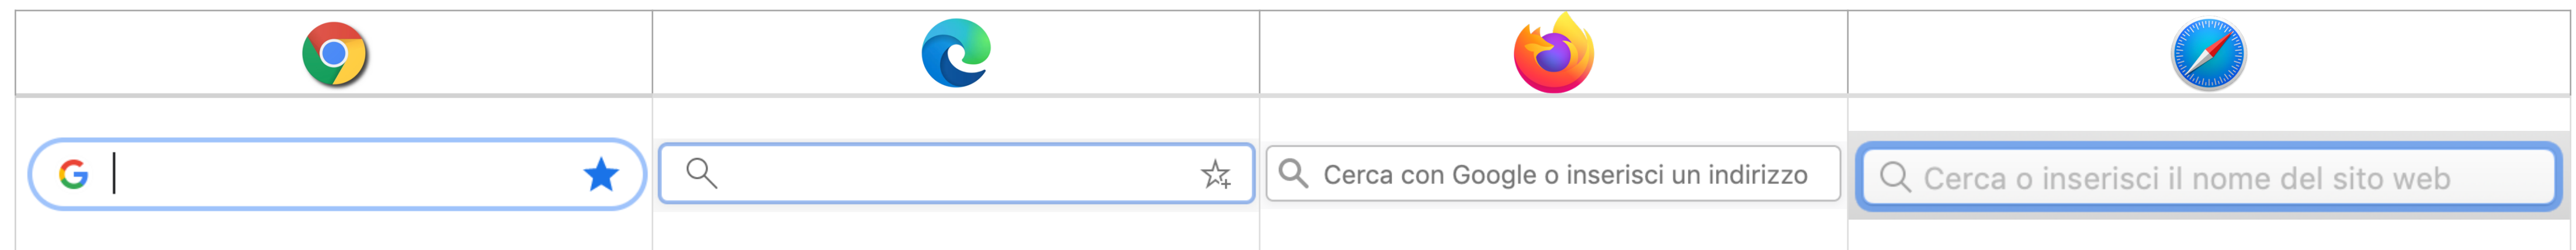 Cerca con Google o inserisci un indirizzo
Cerca o inserisci il nome del sito web